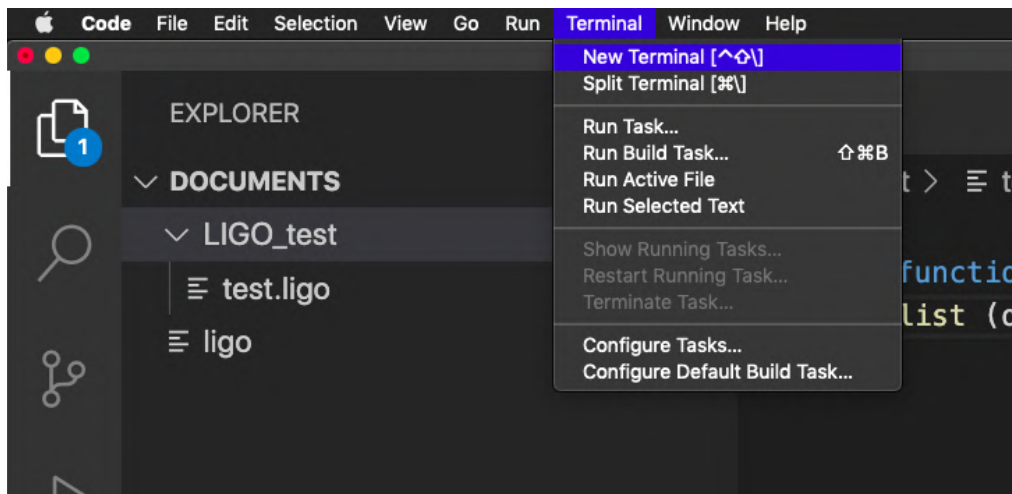 Code File Edit Selection View Go Run Terminal Window Help
New Terminal [^⇧\]
Split Terminal [⌘\]
Run Task...
Run Build Task... ⇧⌘B
Run Active File
Run Selected Text
Show Running Tasks...
Restart Running Task...
Terminate Task...
Configure Tasks...
Configure Default Build Task...
EXPLORER
1
DOCUMENTS
LIGO_test
test.ligo
ligo
t > t
functio
list (c